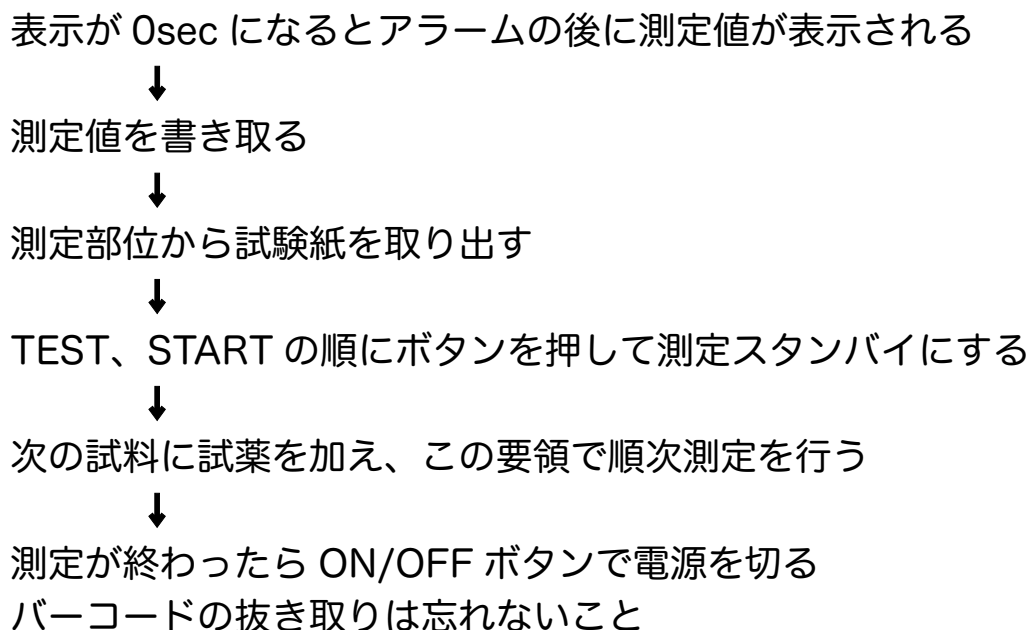 表示が 0sec になるとアラームの後に測定値が表示される
↓
測定値を書き取る
↓
測定部位から試験紙を取り出す
↓
TEST、START の順にボタンを押して測定スタンバイにする
↓
次の試料に試薬を加え、この要領で順次測定を行う
↓
測定が終わったら ON/OFF ボタンで電源を切る
バーコードの抜き取りは忘れないこと